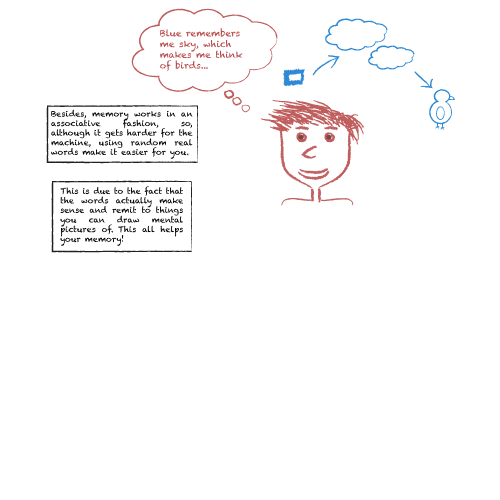 Blue remembers
me sky, which
makes me think
of birds...
Besides, memory works in an
associative fashion, so,
although it gets harder for the
machine, using random real
words make it easier for you.
This is due to the fact that
the words actually make
sense and remit to things
you can draw mental
pictures of. This all helps
your memory!